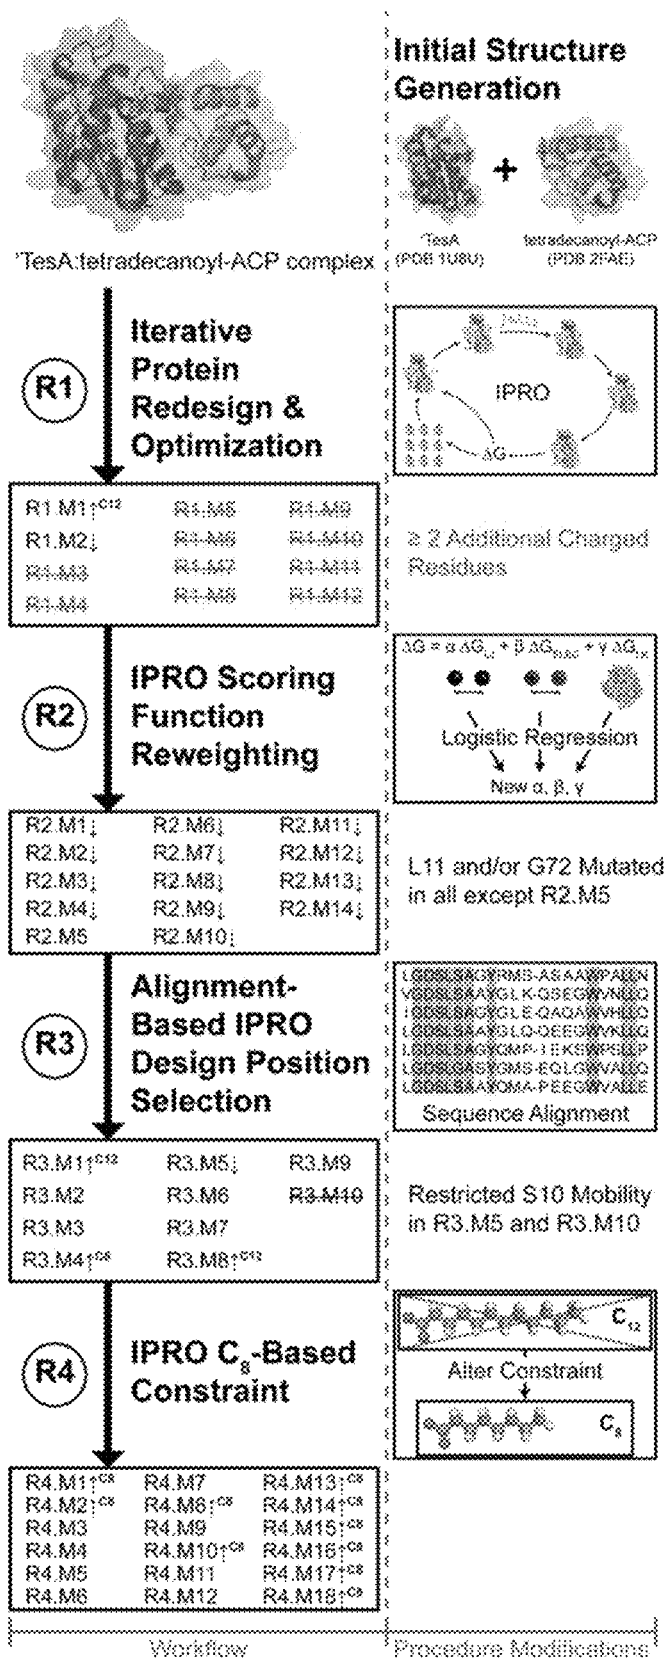 Initial Structure
Generation
+
'TesA
(PDB 1U8U)
tetradecanoyl-ACP
(PDB 2FAE)
'TesA:tetradecanoyl-ACP complex
R1
Iterative
Protein
Redesign &
Optimization
IPRO
ΔG
R1.M1↑C12
R1.M2↓
R1-M3
R1-M4
R1-M5
R1-M6
R1-M7
R1-M8
R1-M9
R1-M10
R1-M11
R1-M12
≥ 2 Additional Charged
Residues
R2
IPRO Scoring
Function
Reweighting
Logistic Regression
New α, β, γ
R2.M1↓
R2.M2↓
R2.M3↓
R2.M4↓
R2.M5
R2.M6↓
R2.M7↓
R2.M8↓
R2.M9↓
R2.M10↓
R2.M11↓
R2.M12↓
R2.M13↓
R2.M14↓
L11 and/or G72 Mutated
in all except R2.M5
R3
Alignment-
Based IPRO
Design Position
Selection
Sequence Alignment
R3.M1↑C12
R3.M2
R3.M3
R3.M4↑C8
R3.M5↓
R3.M6
R3.M7
R3.M8↑C12
R3.M9
R3-M10
Restricted S10 Mobility
in R3.M5 and R3.M10
R4
IPRO C8-Based
Constraint
C12
Alter Constraint
C8
R4.M1↑C8
R4.M2↑C8
R4.M3
R4.M4
R4.M5
R4.M6
R4.M7
R4.M8↑C8
R4.M9
R4.M10↑C8
R4.M11
R4.M12
R4.M13↑C8
R4.M14↑C8
R4.M15↑C8
R4.M16↑C8
R4.M17↑C8
R4.M18↑C8
Workflow
Procedure Modifications